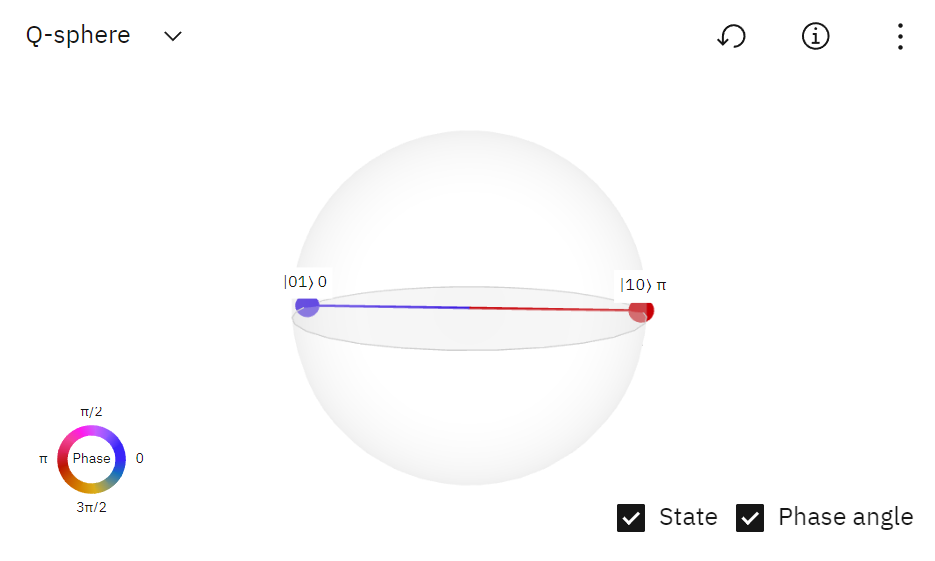 Q-sphere
|01⟩ 0
|10⟩ π
π/2
π
Phase
0
3π/2
State
Phase angle